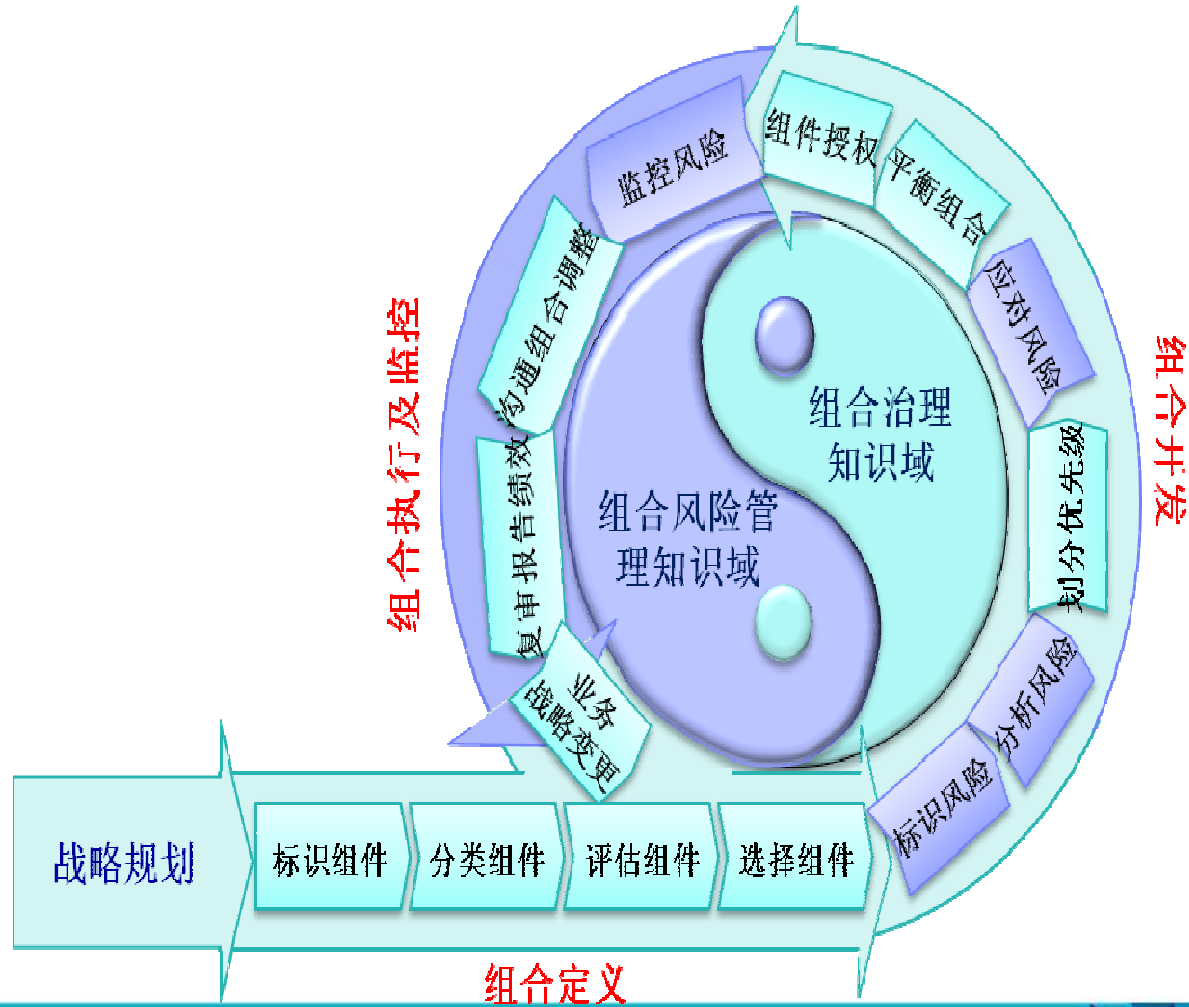 战略规划
标识组件
分类组件
评估组件
选择组件
组合定义
标识风险
分析风险
划分优先级
应对风险
平衡组合
组件授权
组合开发
监控风险
沟通组合调整
复审报告绩效
业务
战略变更
组合执行及监控
组合治理
知识域
组合风险管
理知识域